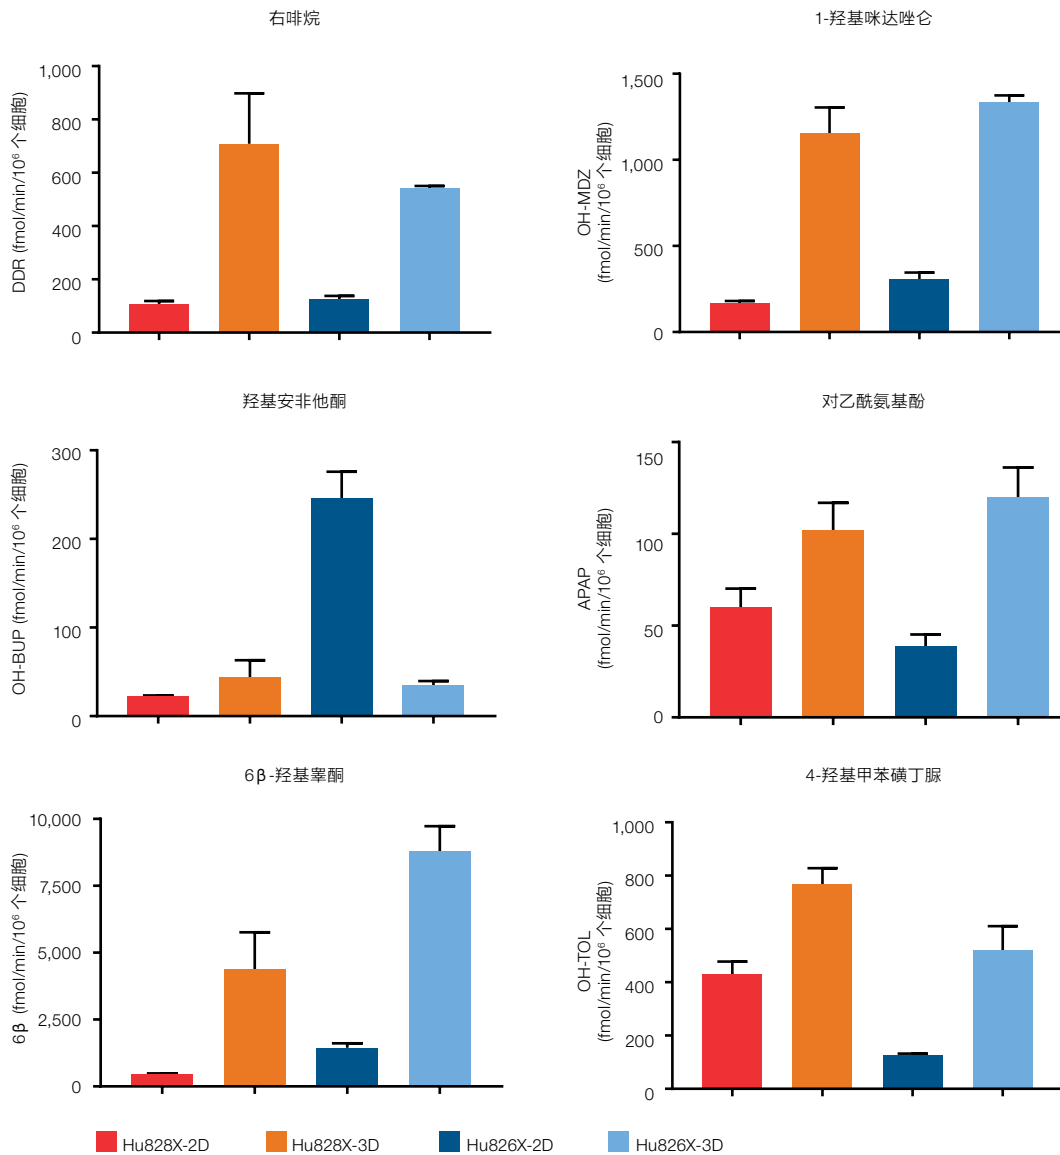 右啡烷
DDR (fmol/min/10⁶ 个细胞)
1,000
800
600
400
200
0
1-羟基咪达唑仑
OH-MDZ
(fmol/min/10⁶ 个细胞)
1,500
1,000
500
0
羟基安非他酮
OH-BUP (fmol/min/10⁶ 个细胞)
300
200
100
0
对乙酰氨基酚
APAP
(fmol/min/10⁶ 个细胞)
150
100
50
0
6β-羟基睾酮
6β (fmol/min/10⁶ 个细胞)
10,000
7,500
5,000
2,500
0
4-羟基甲苯磺丁脲
OH-TOL
(fmol/min/10⁶ 个细胞)
1,000
800
600
400
200
0
Hu828X-2D Hu828X-3D Hu826X-2D Hu826X-3D